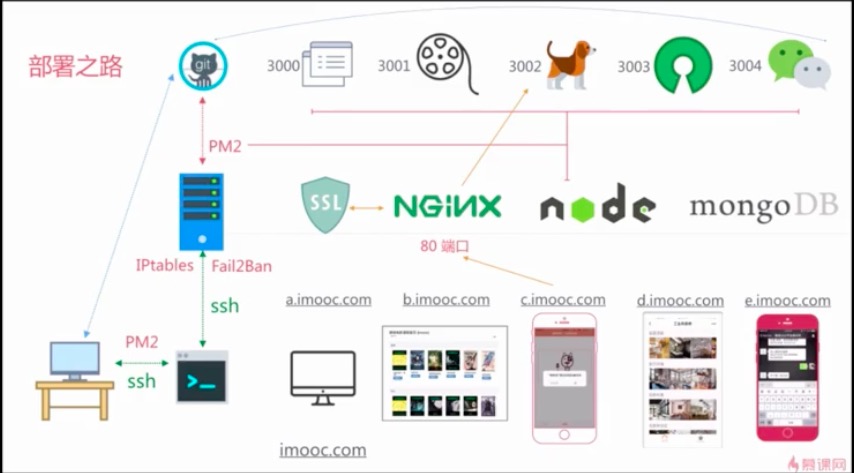 部署之路
git
3000
3001
3002
3003
3004
PM2
SSL
NGiNX
node
mongoDB
80 端口
IPtables Fail2Ban
ssh
a.imooc.com
b.imooc.com
c.imooc.com
d.imooc.com
e.imooc.com
PM2
ssh
imooc.com
慕课网